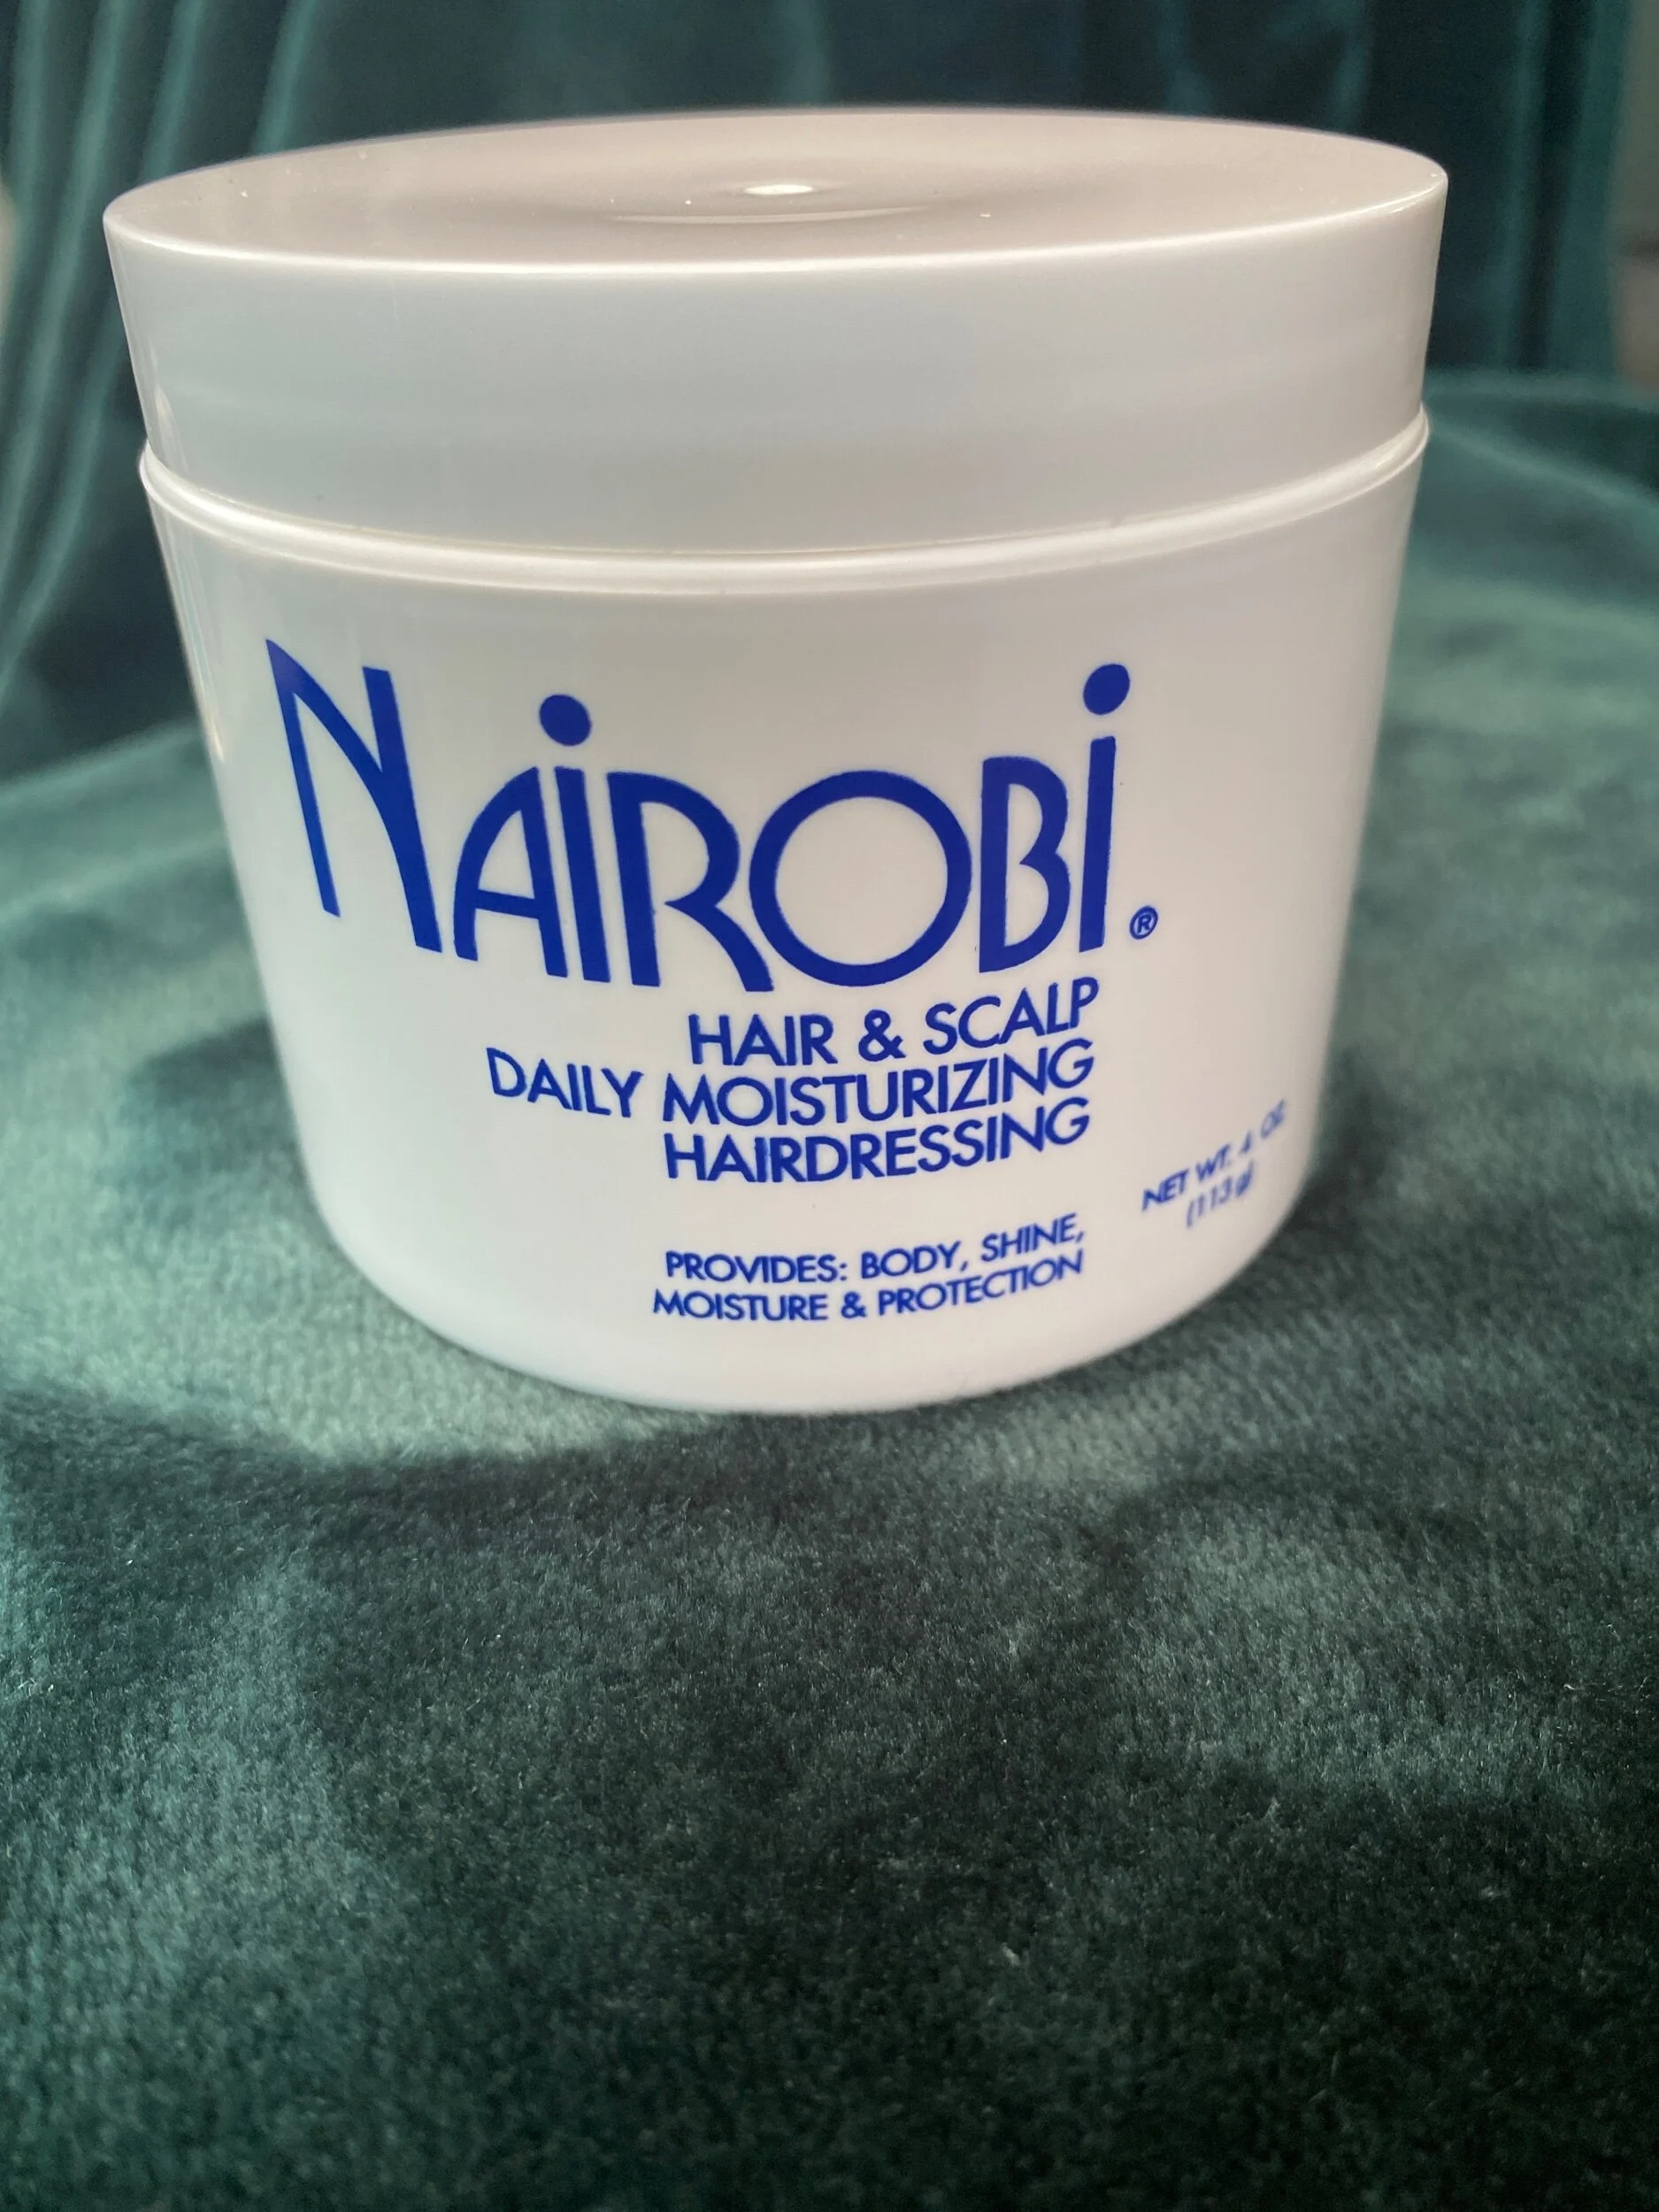 NAiROBi®
HAIR & SCALP
DAILY MOISTURIZING
HAIRDRESSING
NET WT. 4 OZ
(113g)
PROVIDES: BODY, SHINE,
MOISTURE & PROTECTION